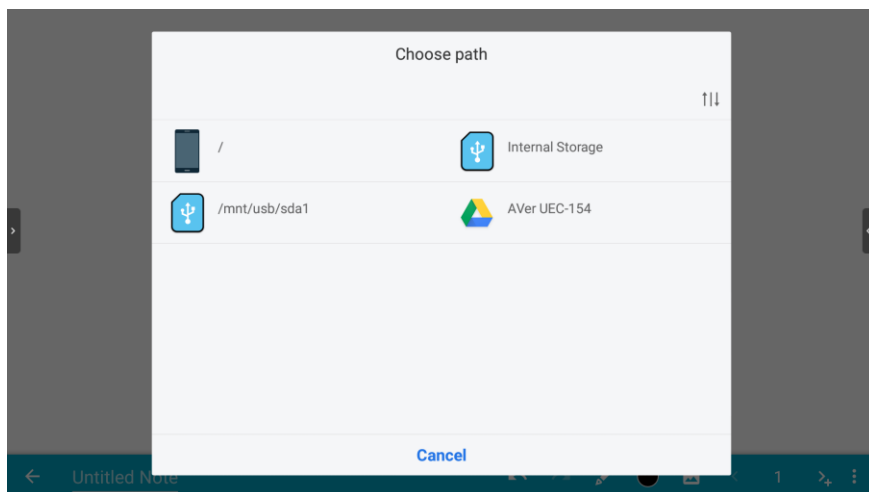 Choose path
/
Internal Storage
/mnt/usb/sda1
AVer UEC-154
Cancel
Untitled Note
1